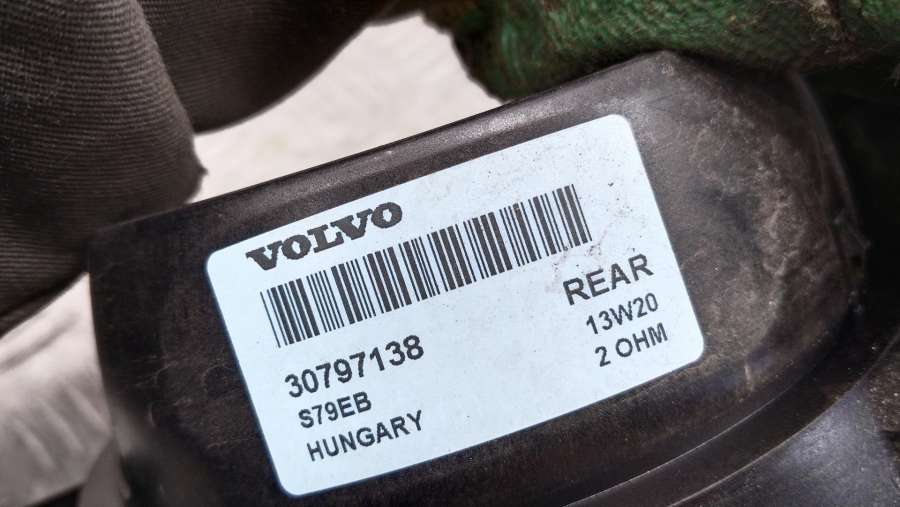 VOLVO
30797138
S79EB
HUNGARY
REAR
13W20
2 OHM